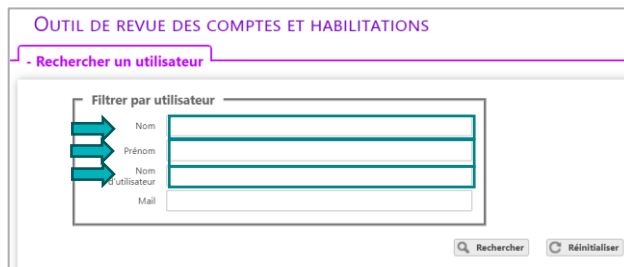 OUTIL DE REVUE DES COMPTES ET HABILITATIONS
- Rechercher un utilisateur
Filtrer par utilisateur
Nom
Prénom
Nom
d'utilisateur
Mail
Rechercher Réinitialiser